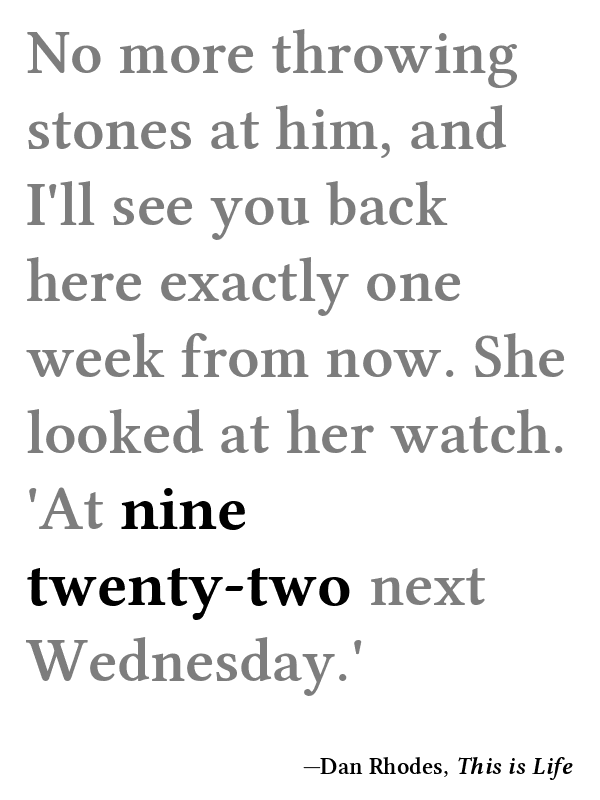 No more throwing
stones at him, and
I'll see you back
here exactly one
week from now. She
looked at her watch.
'At nine
twenty-two next
Wednesday.'
—Dan Rhodes, This is Life